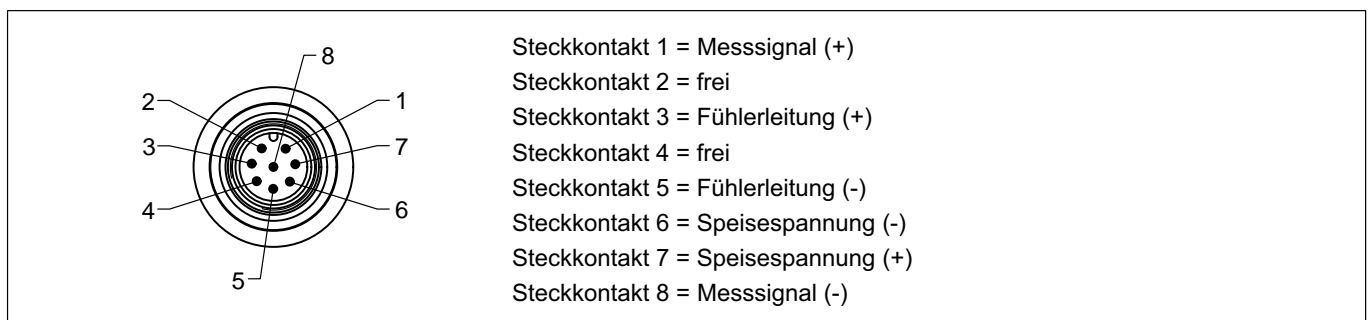 8
2
1
3
7
4
6
5
Steckkontakt 1 = Messsignal (+)
Steckkontakt 2 = frei
Steckkontakt 3 = Fühlerleitung (+)
Steckkontakt 4 = frei
Steckkontakt 5 = Fühlerleitung (-)
Steckkontakt 6 = Speisespannung (-)
Steckkontakt 7 = Speisespannung (+)
Steckkontakt 8 = Messsignal (-)